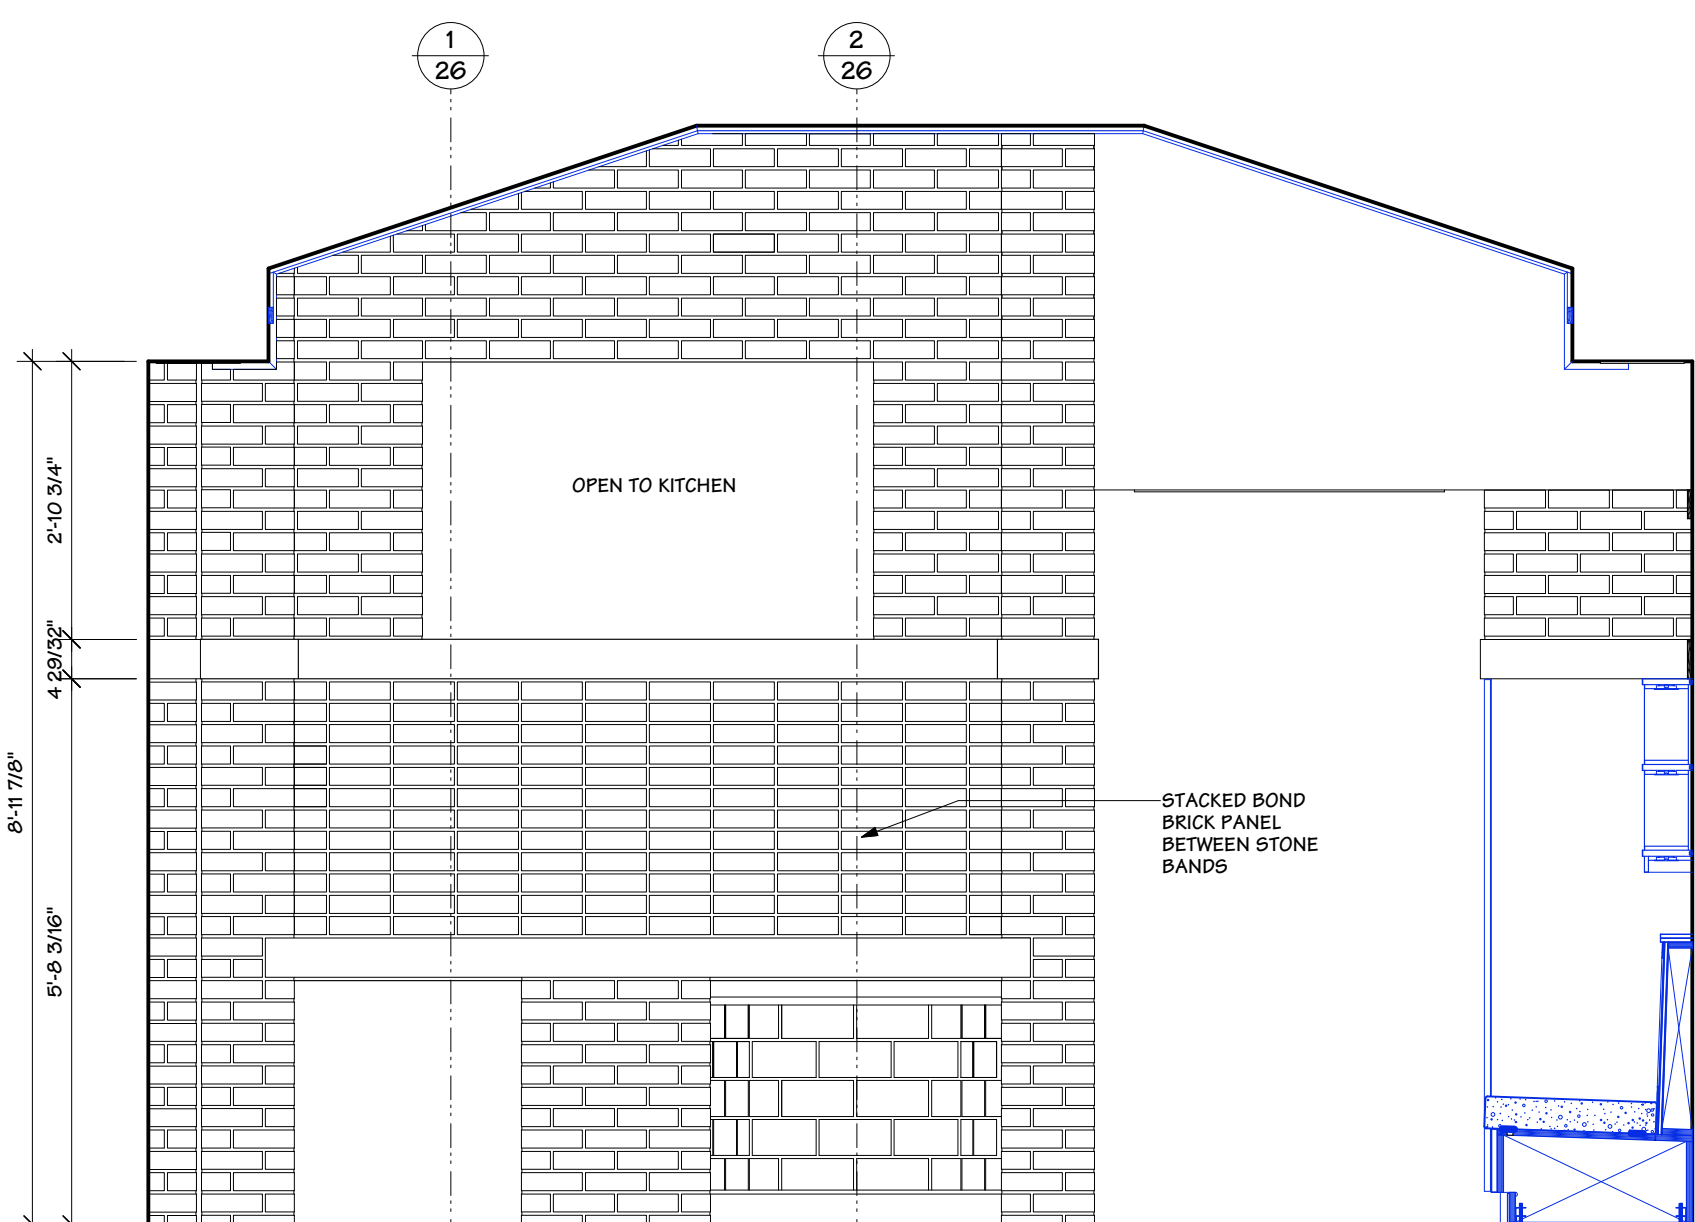 1
26
2
26
OPEN TO KITCHEN
2'-10 3/4"
4 29/32"
8'-11 7/8"
5'-8 3/16"
STACKED BOND
BRICK PANEL
BETWEEN STONE
BANDS